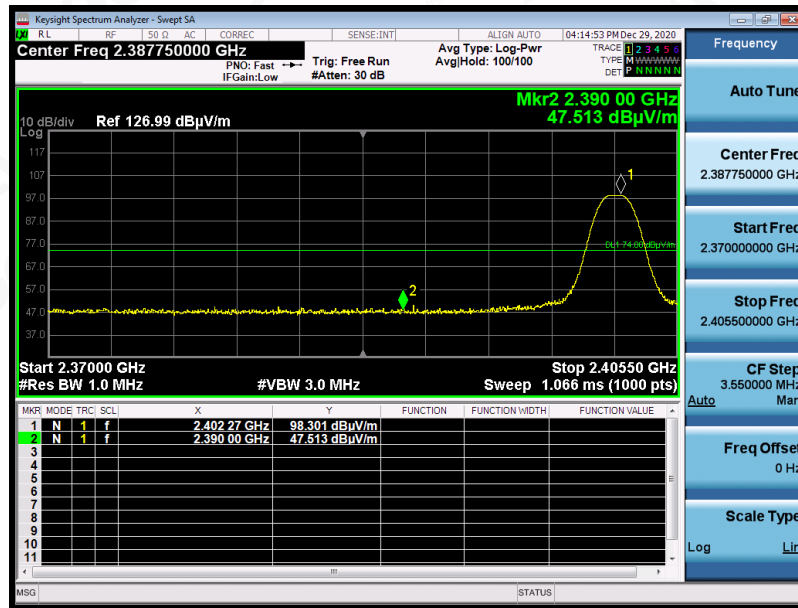 Keysight Spectrum Analyzer - Swept SA
LXI RL RF 50 Ω AC CORREC SENSE:INT ALIGN AUTO 04:14:53 PM Dec 29, 2020
Center Freq 2.387750000 GHz
PNO: Fast
IFGain:Low
Trig: Free Run
#Atten: 30 dB
Avg Type: Log-Pwr
Avg|Hold: 100/100
TRACE 1 2 3 4 5 6
TYPE M WWWWW
DET P N N N N N
Mkr2 2.390 00 GHz
47.513 dBµV/m
10 dB/div Ref 126.99 dBµV/m
Log
117
107
97.0
87.0
77.0
67.0
57.0
47.0
37.0
1
DL1 74.00 dBµV/m
2
Start 2.37000 GHz Stop 2.40550 GHz
#Res BW 1.0 MHz #VBW 3.0 MHz Sweep 1.066 ms (1000 pts)
MKR MODE TRC SCL X Y FUNCTION FUNCTION WIDTH FUNCTION VALUE
1 N 1 f 2.402 27 GHz 98.301 dBµV/m
2 N 1 f 2.390 00 GHz 47.513 dBµV/m
3
4
5
6
7
8
9
10
11
MSG STATUS
Frequency
Auto Tune
Center Freq
2.387750000 GHz
Start Freq
2.370000000 GHz
Stop Freq
2.405500000 GHz
CF Step
3.550000 MHz
Auto Man
Freq Offset
0 Hz
Scale Type
Log Lin